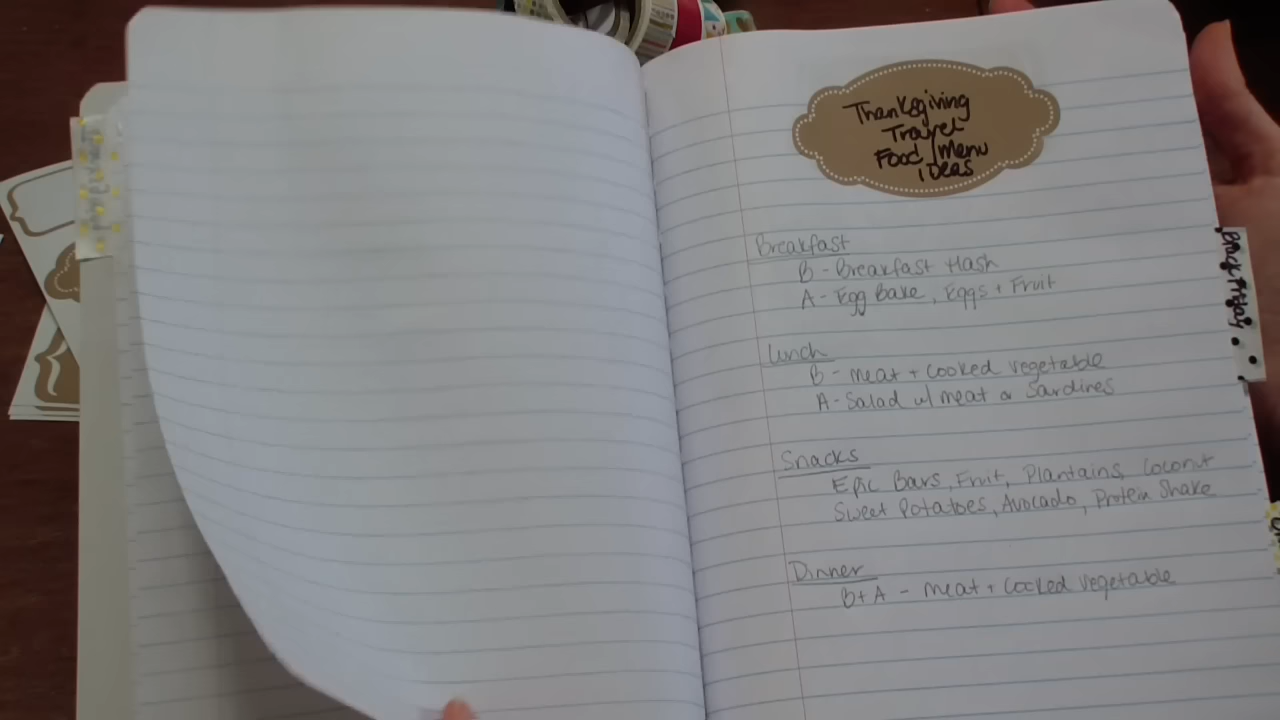 Thanksgiving
Travel
Food/Menu
ideas
Breakfast
B - Breakfast Hash
A - Egg Bake, Eggs + Fruit
Lunch
B - meat + cooked vegetable
A - Salad w/ meat or Sardines
Snacks
Epic Bars, Fruit, Plantains, Coconut
Sweet Potatoes, Avocado, Protein Shake
Dinner
B + A - meat + cooked vegetable
Black Friday